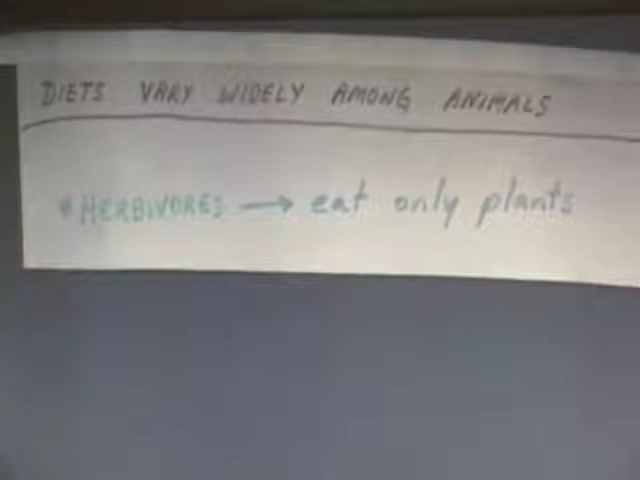 DIETS VARY WIDELY AMONG ANIMALS
* HERBIVORES → eat only plants